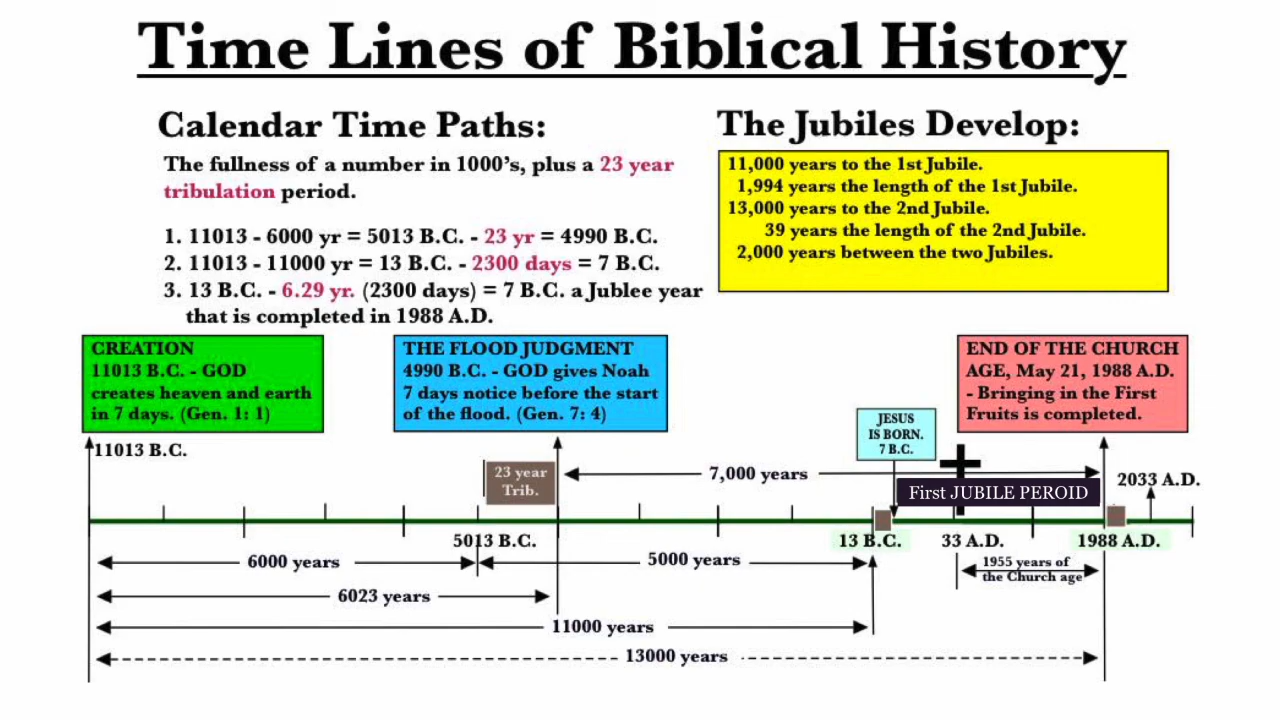 Time Lines of Biblical History
Calendar Time Paths:
The fullness of a number in 1000's, plus a 23 year
tribulation period.
1. 11013 - 6000 yr = 5013 B.C. - 23 yr = 4990 B.C.
2. 11013 - 11000 yr = 13 B.C. - 2300 days = 7 B.C.
3. 13 B.C. - 6.29 yr. (2300 days) = 7 B.C. a Jublee year
that is completed in 1988 A.D.
The Jubiles Develop:
11,000 years to the 1st Jubile.
1,994 years the length of the 1st Jubile.
13,000 years to the 2nd Jubile.
39 years the length of the 2nd Jubile.
2,000 years between the two Jubiles.
CREATION
11013 B.C. - GOD
creates heaven and earth
in 7 days. (Gen. 1: 1)
THE FLOOD JUDGMENT
4990 B.C. - GOD gives Noah
7 days notice before the start
of the flood. (Gen. 7: 4)
JESUS
IS BORN.
7 B.C.
END OF THE CHURCH
AGE, May 21, 1988 A.D.
- Bringing in the First
Fruits is completed.
11013 B.C.
23 year
Trib.
7,000 years
First JUBILE PEROID
2033 A.D.
5013 B.C.
13 B.C.
33 A.D.
1988 A.D.
6000 years
5000 years
1955 years of
the Church age
6023 years
11000 years
13000 years